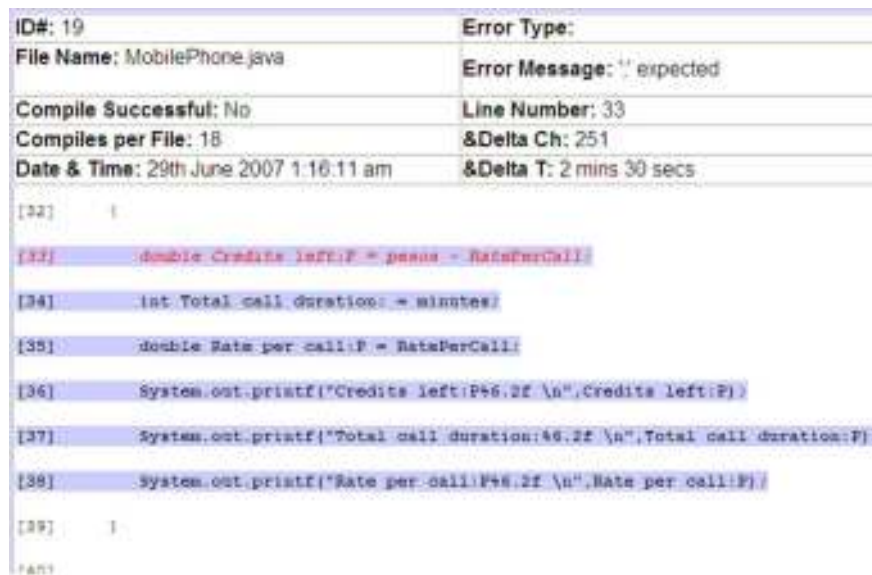 ID#: 19 Error Type:
File Name: MobilePhone.java Error Message: ';' expected
Compile Successful: No Line Number: 33
Compiles per File: 18 &Delta Ch: 251
Date & Time: 29th June 2007 1:16:11 am &Delta T: 2 mins 30 secs
[32] {
[33] double Credits left:P = pesos - RatePerCall;
[34] int Total call duration: = minutes;
[35] double Rate per call:P = RatePerCall;
[36] System.out.printf("Credits left:P%6.2f \n",Credits left:P);
[37] System.out.printf("Total call duration:%6.2f \n",Total call duration:P)
[38] System.out.printf("Rate per call:P%6.2f \n",Rate per call:P);
[39] }